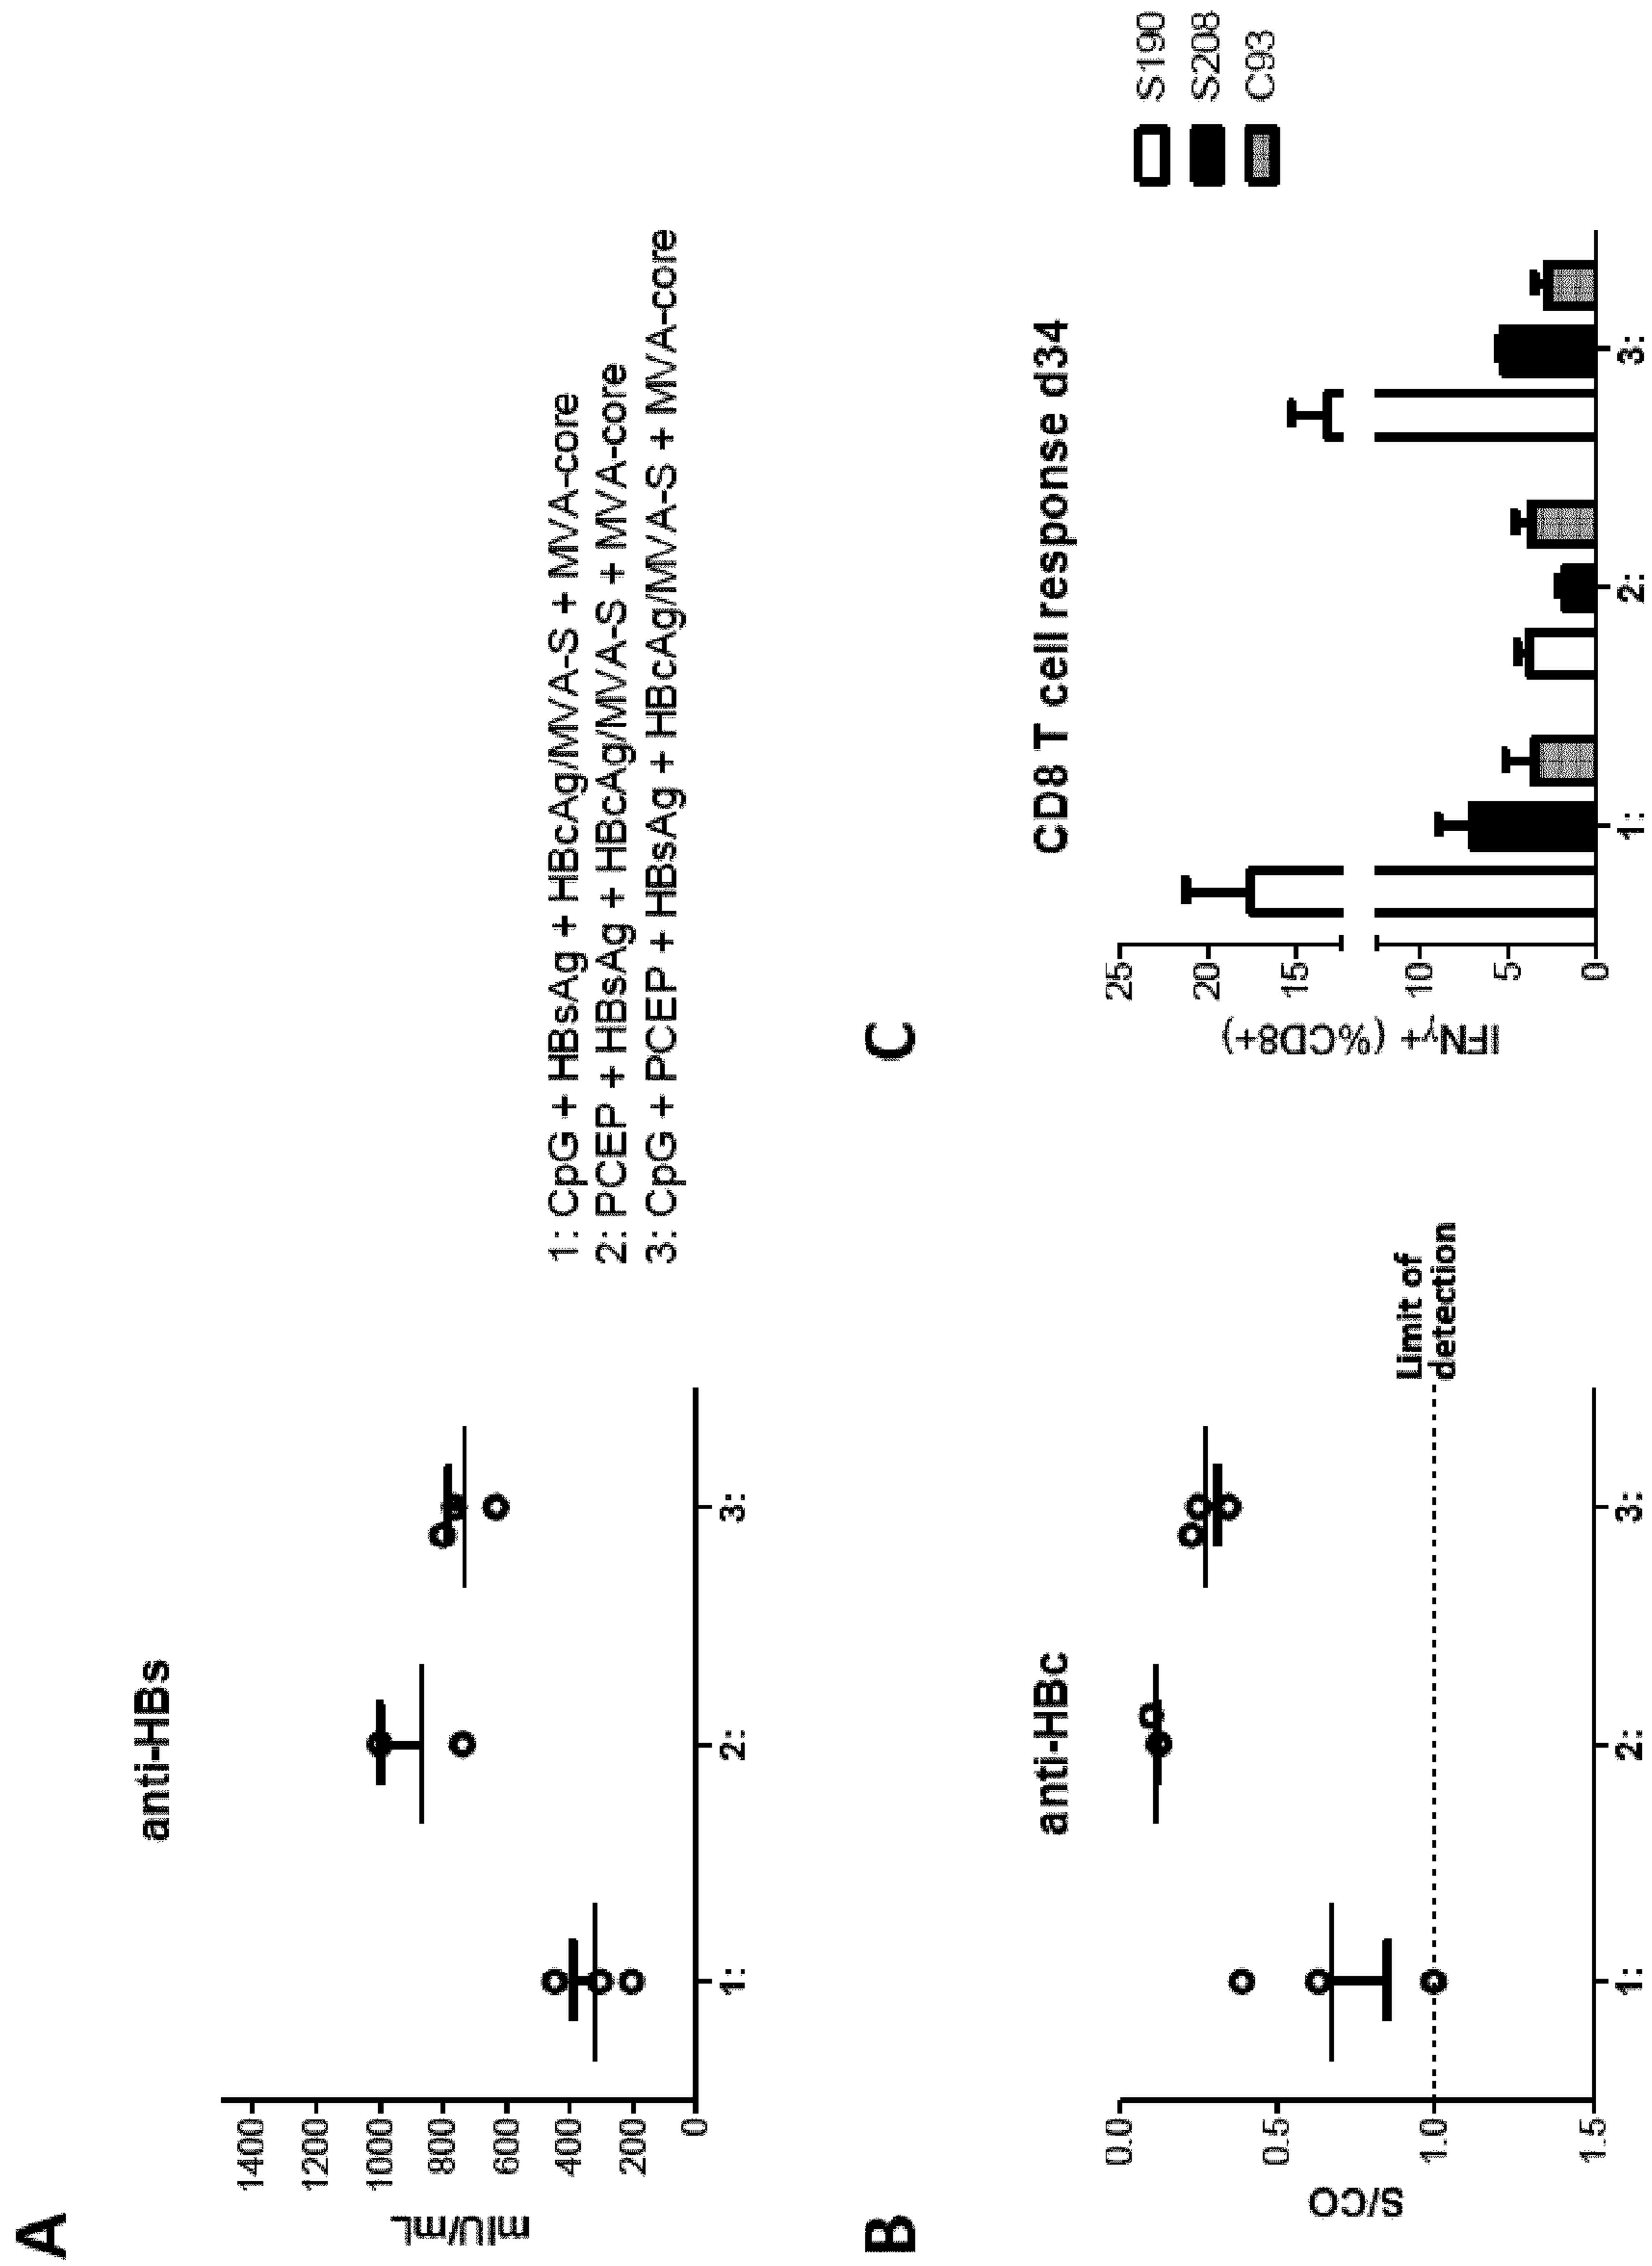 A
anti-HBs
mIU/mL
1400
1200
1000
800
600
400
200
0
1:
2:
3:
1: CpG + HBsAg + HBcAg/MVA-S + MVA-core
2: PCEP + HBsAg + HBcAg/MVA-S + MVA-core
3: CpG + PCEP + HBsAg + HBcAg/MVA-S + MVA-core
B
anti-HBc
S/CO
0.0
0.5
1.0
1.5
Limit of
detection
1:
2:
3:
C
CD8 T cell response d34
IFNγ+ (%CD8+)
25
20
15
10
5
0
1:
2:
3:
S190
S208
C93